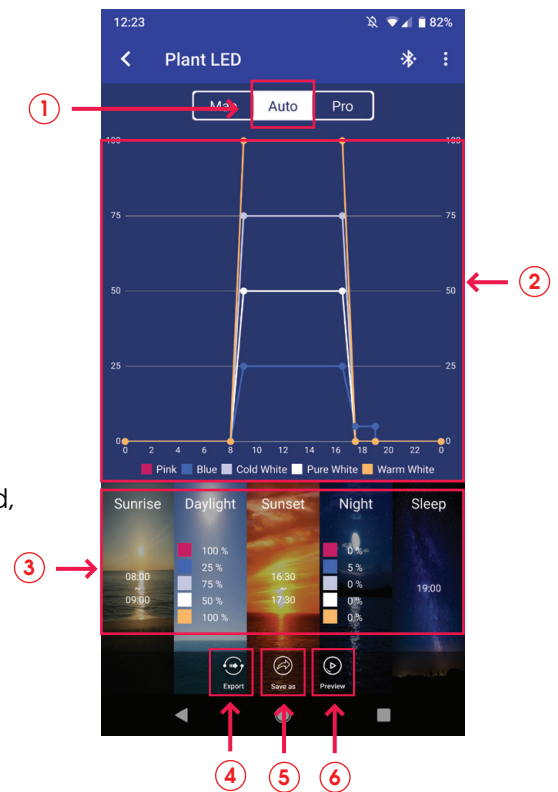 12:23 82%
Plant LED
① Man Auto Pro
100 100
75 75
②
50 50
25 25
0 0
0 2 4 6 8 10 12 14 16 18 20 22 0
Pink Blue Cold White Pure White Warm White
d,
Sunrise Daylight Sunset Night Sleep
100 % 0 %
③ 08:00 25 % 16:30 5 %
~ 75 % ~ 0 % 19:00
09:00 50 % 17:30 0 %
100 % 0 %
Export Save as Preview
④ ⑤ ⑥